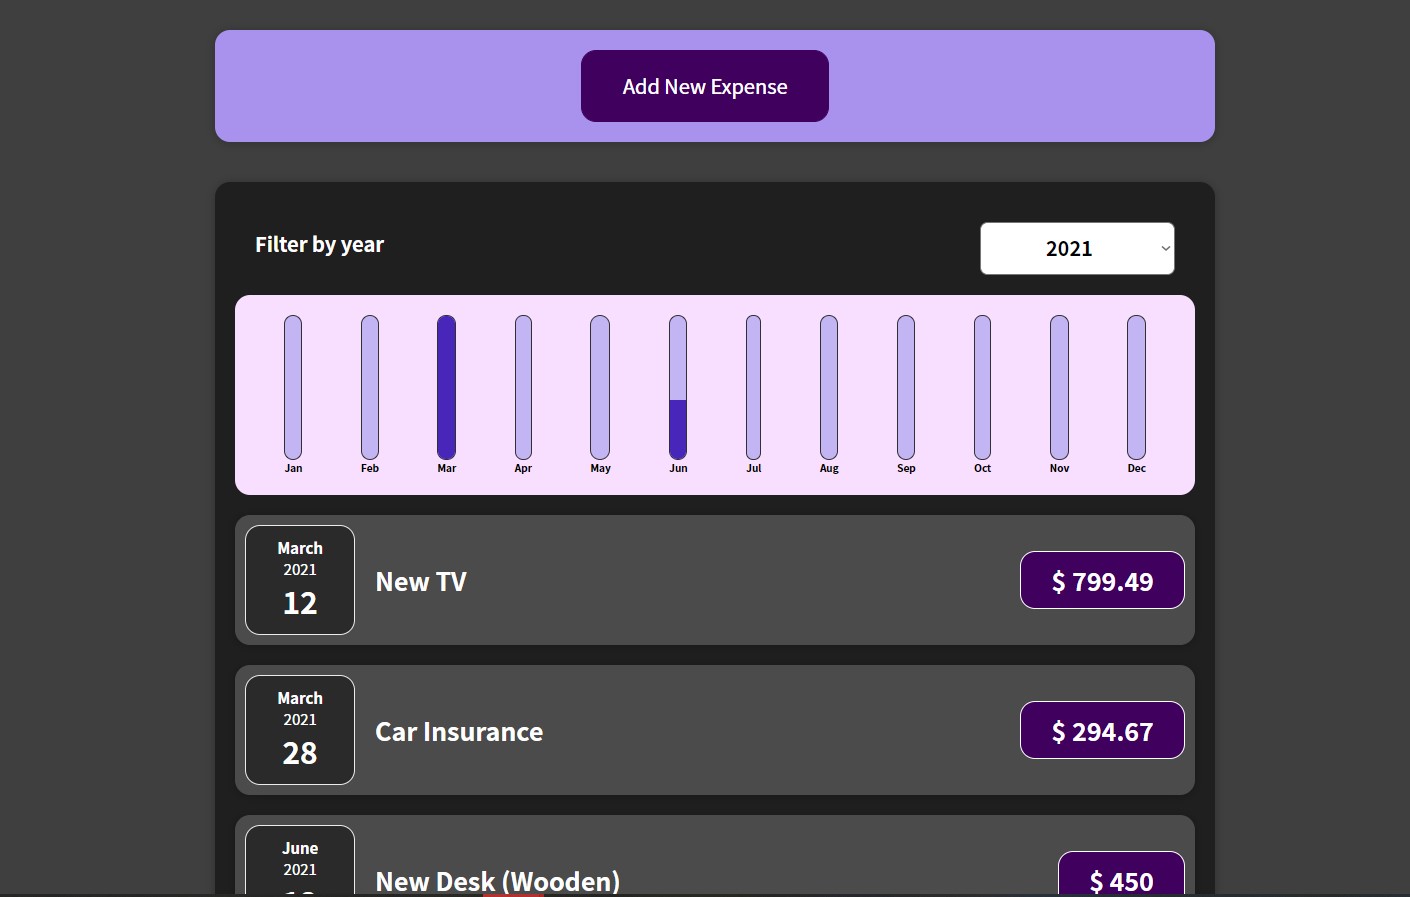 Add New Expense
Filter by year
2021
Jan Feb Mar Apr May Jun Jul Aug Sep Oct Nov Dec
March
2021
12
New TV
$ 799.49
March
2021
28
Car Insurance
$ 294.67
June
2021
New Desk (Wooden)
$ 450